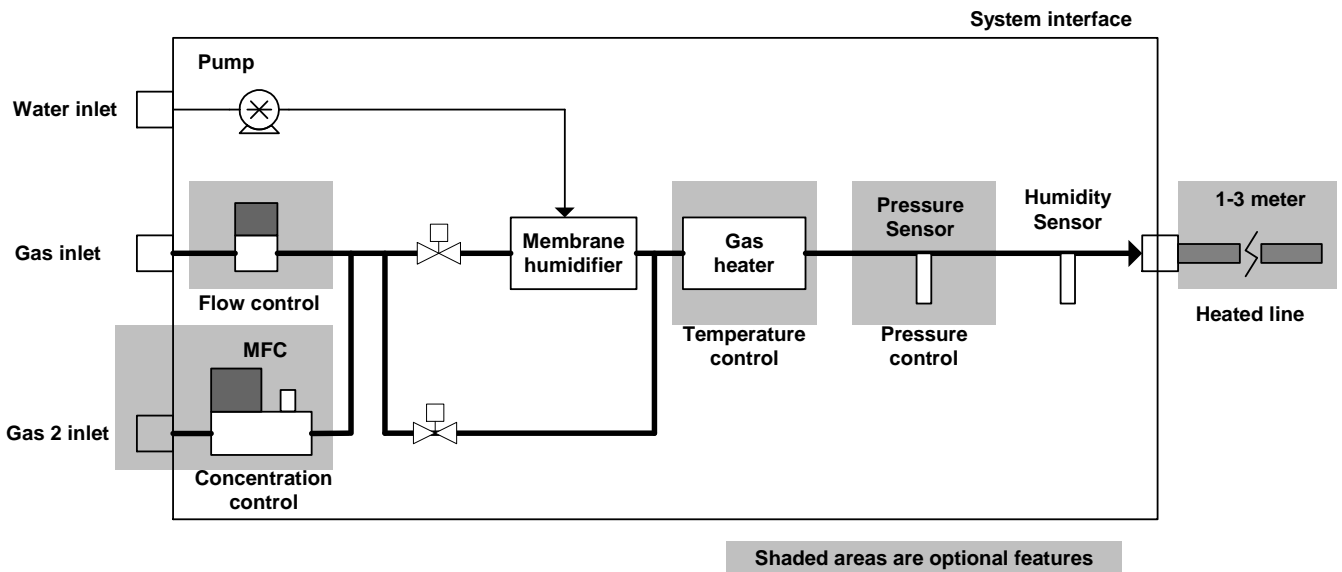 System interface
Pump
Water inlet
Gas inlet
Flow control
MFC
Gas 2 inlet
Concentration
control
Membrane
humidifier
Gas
heater
Temperature
control
Pressure
Sensor
Pressure
control
Humidity
Sensor
1-3 meter
Heated line
Shaded areas are optional features